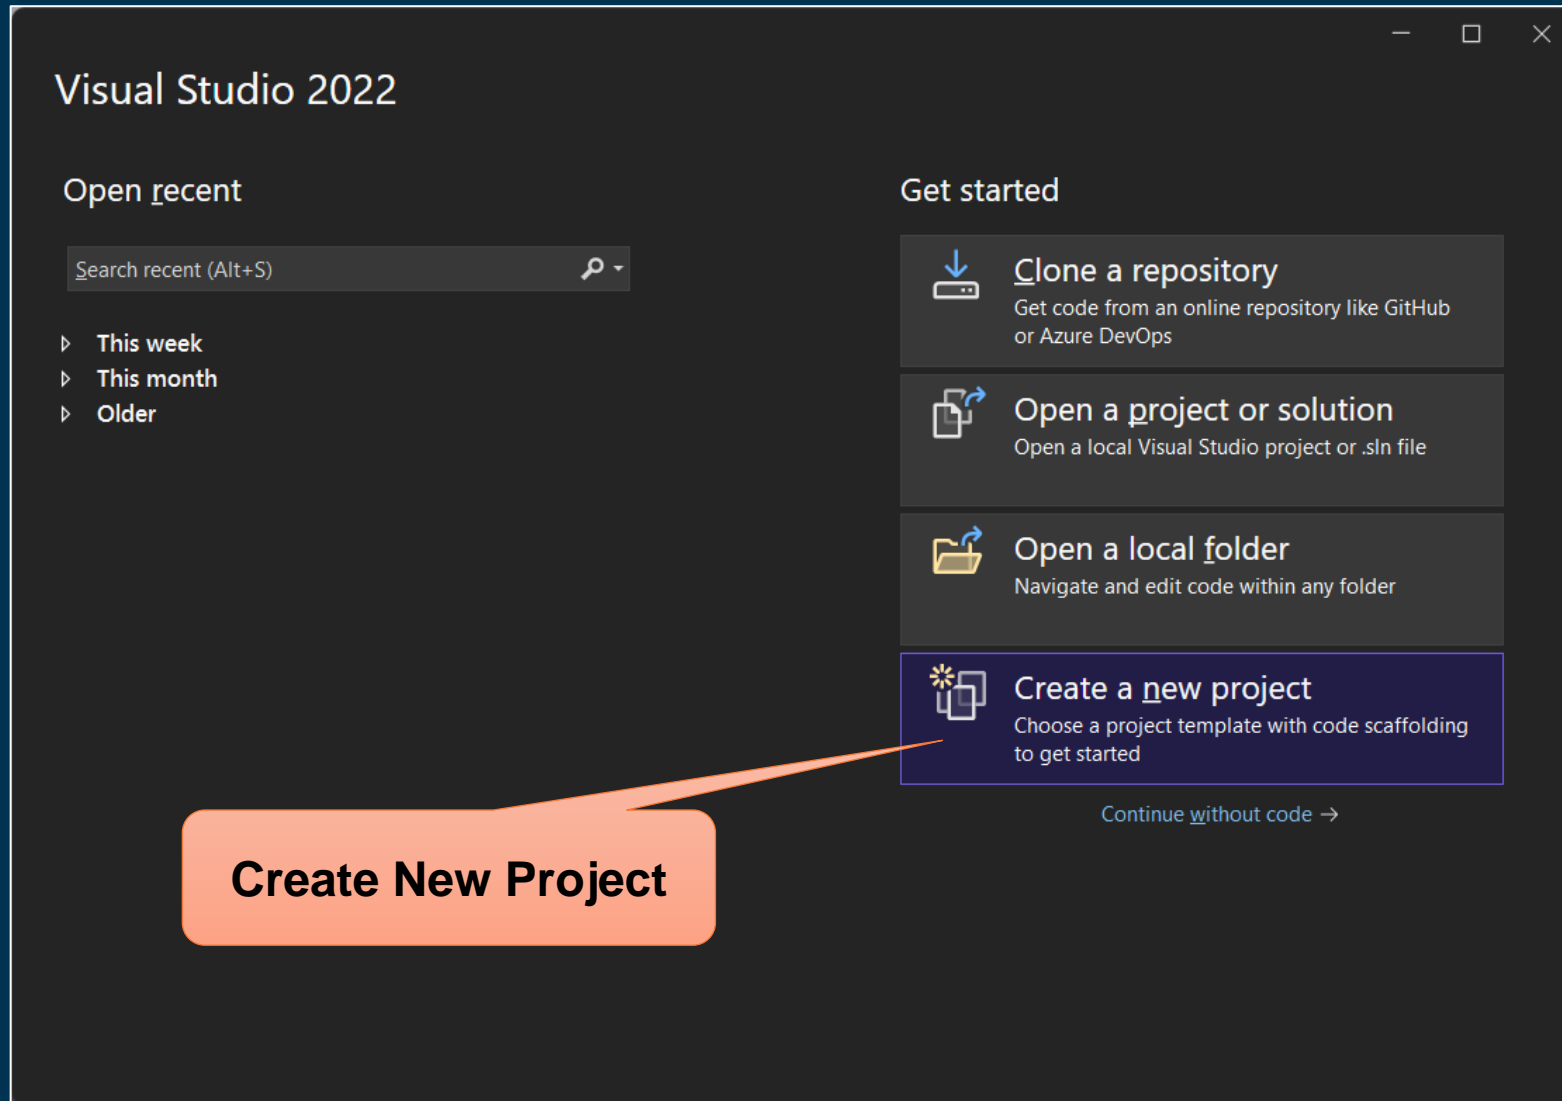 Visual Studio 2022
Open recent
Search recent (Alt+S)
This week
This month
Older
Get started
Clone a repository
Get code from an online repository like GitHub
or Azure DevOps
Open a project or solution
Open a local Visual Studio project or .sln file
Open a local folder
Navigate and edit code within any folder
Create a new project
Choose a project template with code scaffolding
to get started
Continue without code →
Create New Project